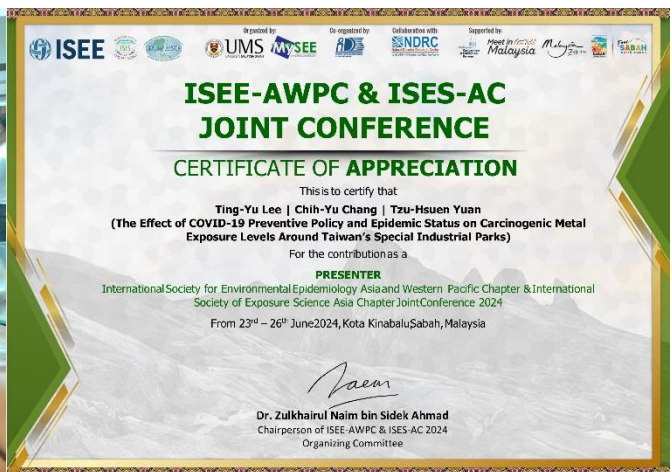 Organized by:
Co-organized by:
Collaboration with:
Supported by:
ISEE
UMS
MySEE
NDRC
Meet in
Malaysia
SABAH
ISEE-AWPC & ISES-AC
JOINT CONFERENCE
CERTIFICATE OF APPRECIATION
This is to certify that
Ting-Yu Lee | Chih-Yu Chang | Tzu-Hsuen Yuan
(The Effect of COVID-19 Preventive Policy and Epidemic Status on Carcinogenic Metal
Exposure Levels Around Taiwan's Special Industrial Parks)
For the contribution as a
PRESENTER
International Society for Environmental Epidemiology Asia and Western Pacific Chapter & International
Society of Exposure Science Asia Chapter Joint Conference 2024
From 23rd – 26th June 2024, Kota Kinabalu Sabah, Malaysia
Dr. Zulkhairul Naim bin Sidek Ahmad
Chairperson of ISEE-AWPC & ISES-AC 2024
Organizing Committee